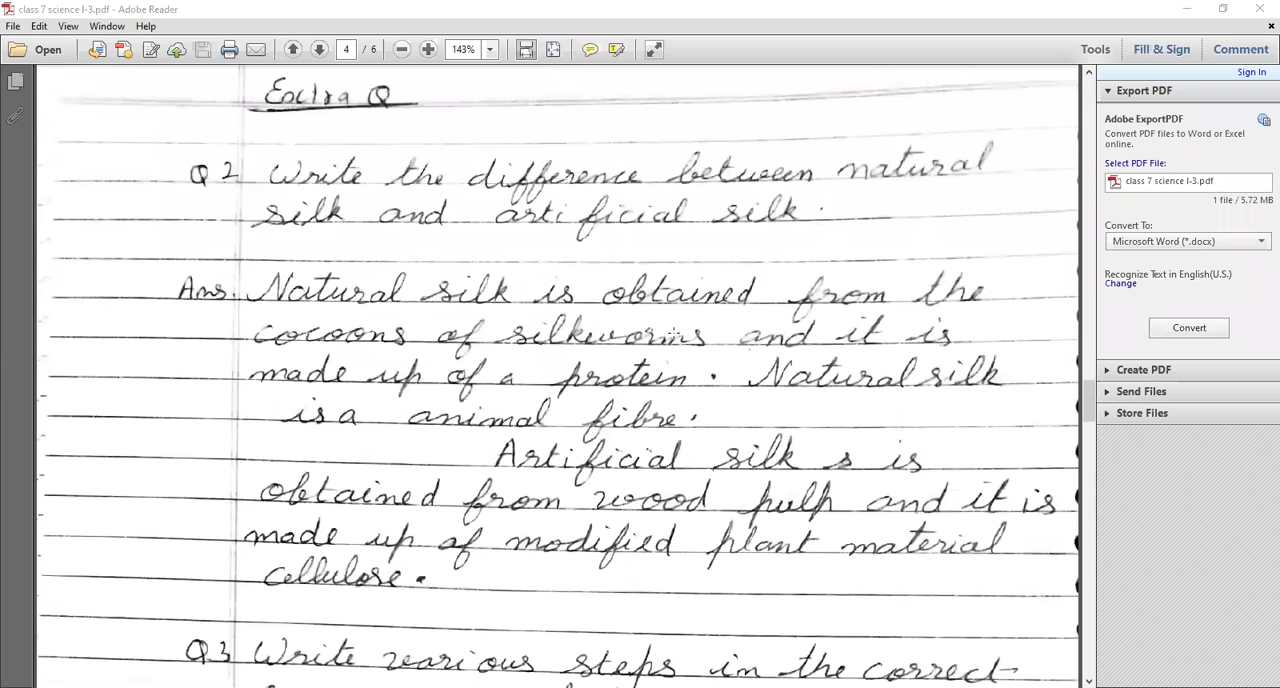 class 7 science I-3.pdf - Adobe Reader
File Edit View Window Help
Open 4 / 6 143% Tools Fill & Sign Comment
Sign In
Export PDF
Adobe ExportPDF
Convert PDF files to Word or Excel
online.
Select PDF File:
class 7 science I-3.pdf
1 file / 5.72 MB
Convert To:
Microsoft Word (*.docx)
Recognize Text in English(U.S.)
Change
Convert
Create PDF
Send Files
Store Files
Extra Q
Q 2 Write the difference between natural
silk and artificial silk.
Ans. Natural silk is obtained from the
cocoons of silkworms and it is
made up of a protein. Natural silk
is a animal fibre.
Artificial silk s is
obtained from wood pulp and it is
made up of modified plant material
cellulose.
Q3 Write vearious steps in the correct